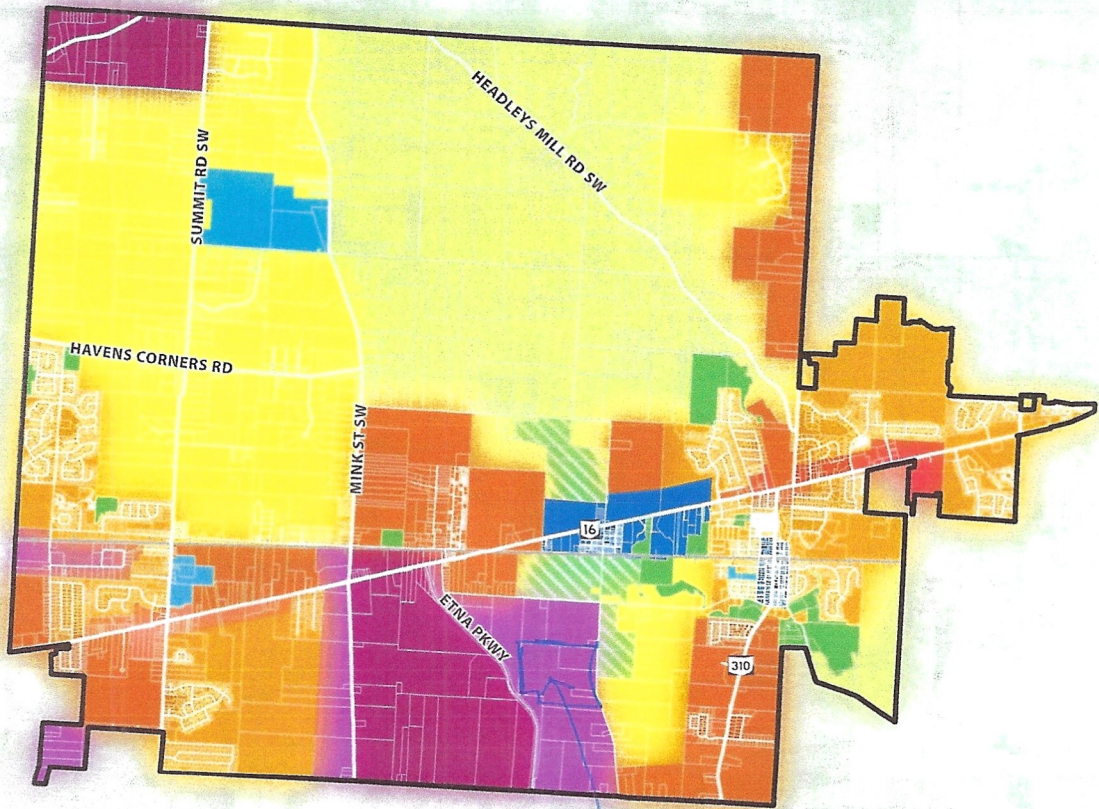 HEADLEYS MILL RD SW
SUMMIT RD SW
HAVENS CORNERS RD
MINK ST SW
16
ETNA PKWY
310